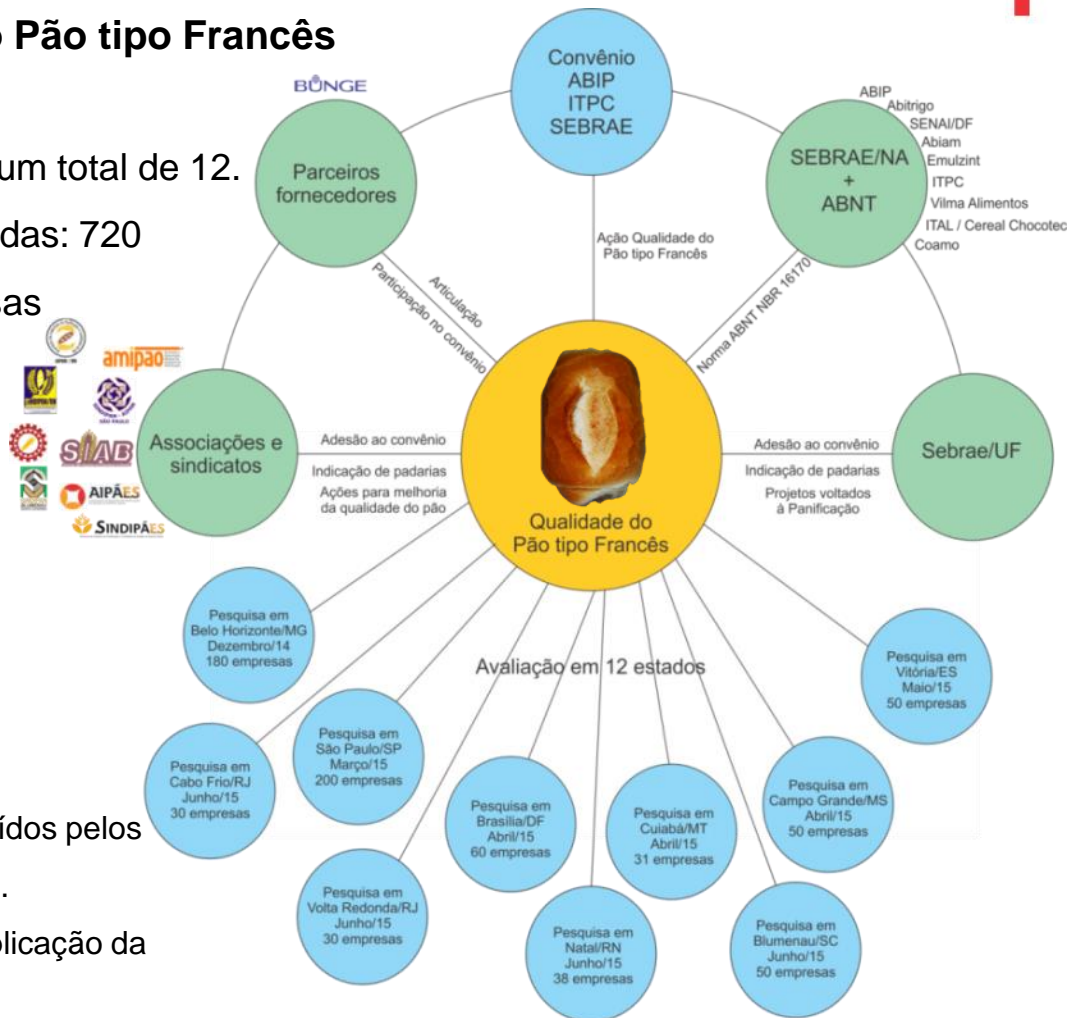 o Pão tipo Francês
um total de 12.
das: 720
sas
ídos pelos
.
plicação da
BUNGE
Convênio
ABIP
ITPC
SEBRAE
Parceiros
fornecedores
SEBRAE/NA
+
ABNT
ABIP
Abitrigo
SENAI/DF
Abiam
Emulzint
ITPC
Vilma Alimentos
ITAL / Cereal Chocotec
Coamo
Ação Qualidade do
Pão tipo Francês
Articulação
Participação no convênio
Norma ABNT NBR 16170
amipão
SIAB
AIPÃES
SINDIPÃES
Associações e
sindicatos
Adesão ao convênio
Indicação de padarias
Ações para melhoria
da qualidade do pão
Qualidade do
Pão tipo Francês
Adesão ao convênio
Indicação de padarias
Projetos voltados
à Panificação
Sebrae/UF
Pesquisa em
Belo Horizonte/MG
Dezembro/14
180 empresas
Avaliação em 12 estados
Pesquisa em
Vitória/ES
Maio/15
50 empresas
Pesquisa em
Cabo Frio/RJ
Junho/15
30 empresas
Pesquisa em
São Paulo/SP
Março/15
200 empresas
Pesquisa em
Brasília/DF
Abril/15
60 empresas
Pesquisa em
Cuiabá/MT
Abril/15
31 empresas
Pesquisa em
Campo Grande/MS
Abril/15
50 empresas
Pesquisa em
Volta Redonda/RJ
Junho/15
30 empresas
Pesquisa em
Natal/RN
Junho/15
38 empresas
Pesquisa em
Blumenau/SC
Junho/15
50 empresas